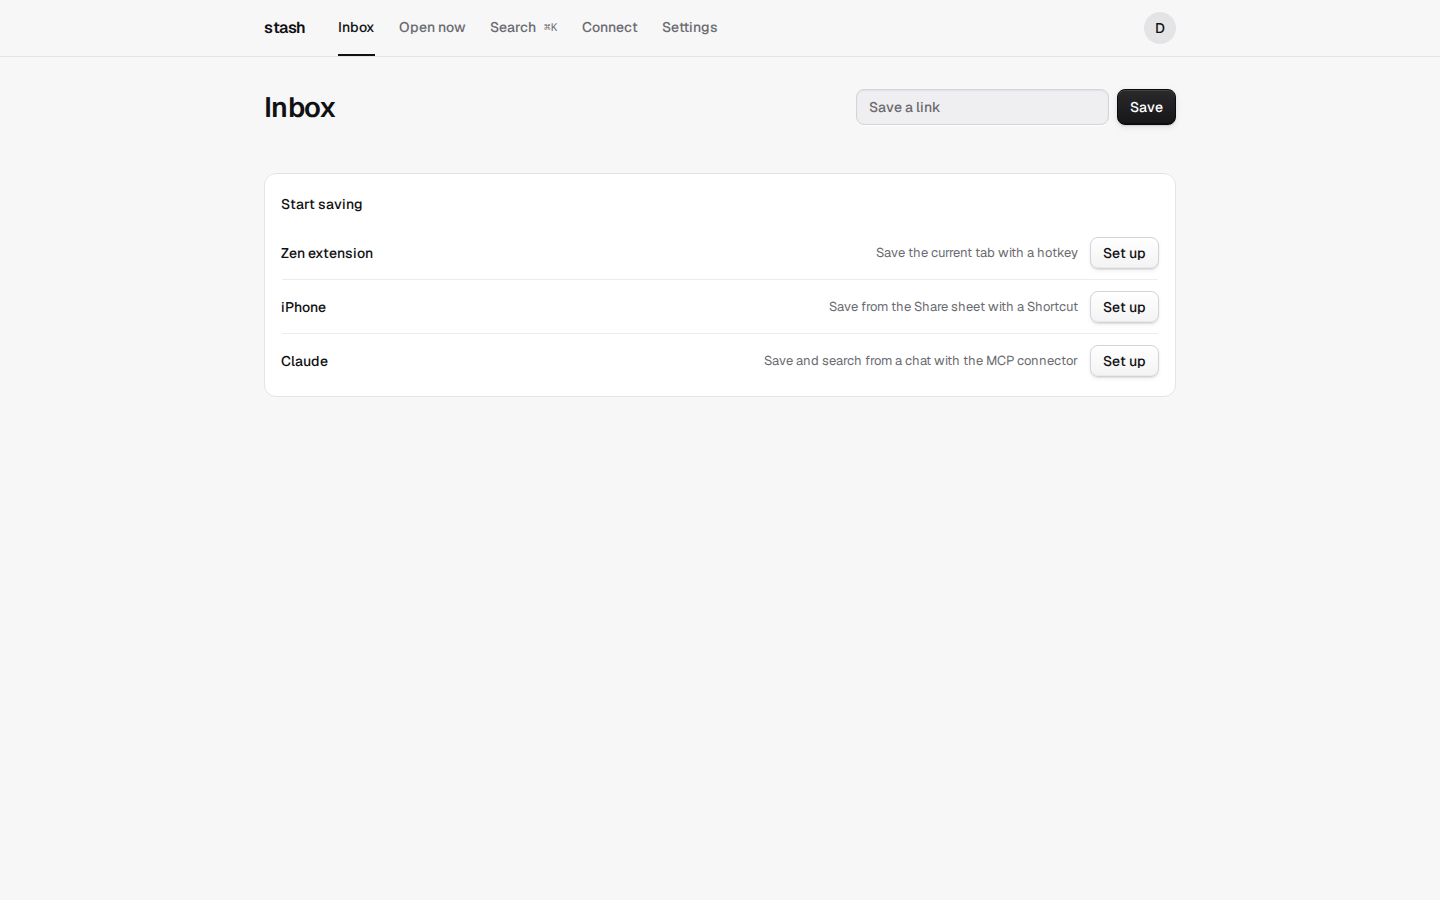 stash Inbox Open now Search ⌘K Connect Settings D
Inbox Save a link Save
Start saving
Zen extension Save the current tab with a hotkey Set up
iPhone Save from the Share sheet with a Shortcut Set up
Claude Save and search from a chat with the MCP connector Set up